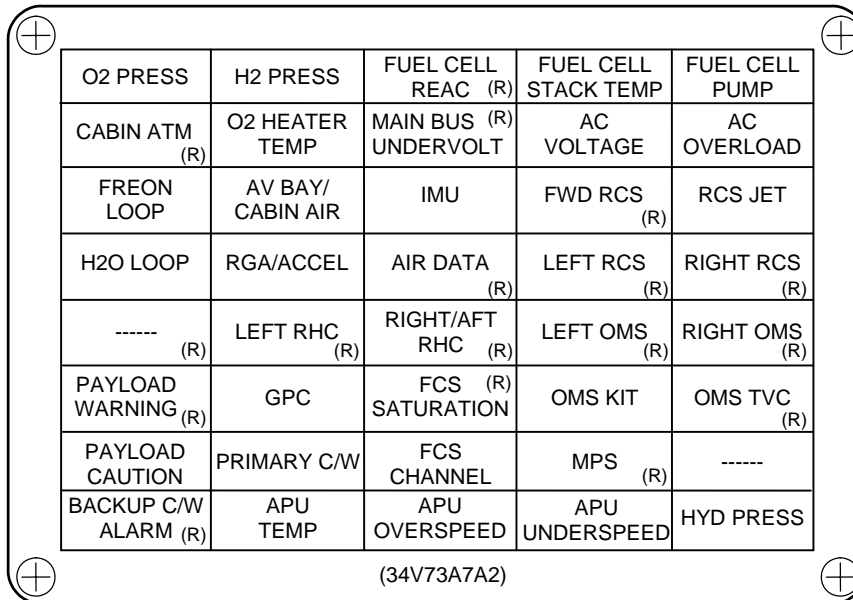 O2 PRESS
H2 PRESS
FUEL CELL
REAC (R)
FUEL CELL
STACK TEMP
FUEL CELL
PUMP
CABIN ATM
(R)
O2 HEATER
TEMP
MAIN BUS (R)
UNDERVOLT
AC
VOLTAGE
AC
OVERLOAD
FREON
LOOP
AV BAY/
CABIN AIR
IMU
FWD RCS
(R)
RCS JET
H2O LOOP
RGA/ACCEL
AIR DATA
(R)
LEFT RCS
(R)
RIGHT RCS
(R)
------
(R)
LEFT RHC
(R)
RIGHT/AFT
RHC (R)
LEFT OMS
(R)
RIGHT OMS
(R)
PAYLOAD
WARNING (R)
GPC
FCS (R)
SATURATION
OMS KIT
OMS TVC
(R)
PAYLOAD
CAUTION
PRIMARY C/W
FCS
CHANNEL
MPS
(R)
------
BACKUP C/W
ALARM (R)
APU
TEMP
APU
OVERSPEED
APU
UNDERSPEED
HYD PRESS
(34V73A7A2)